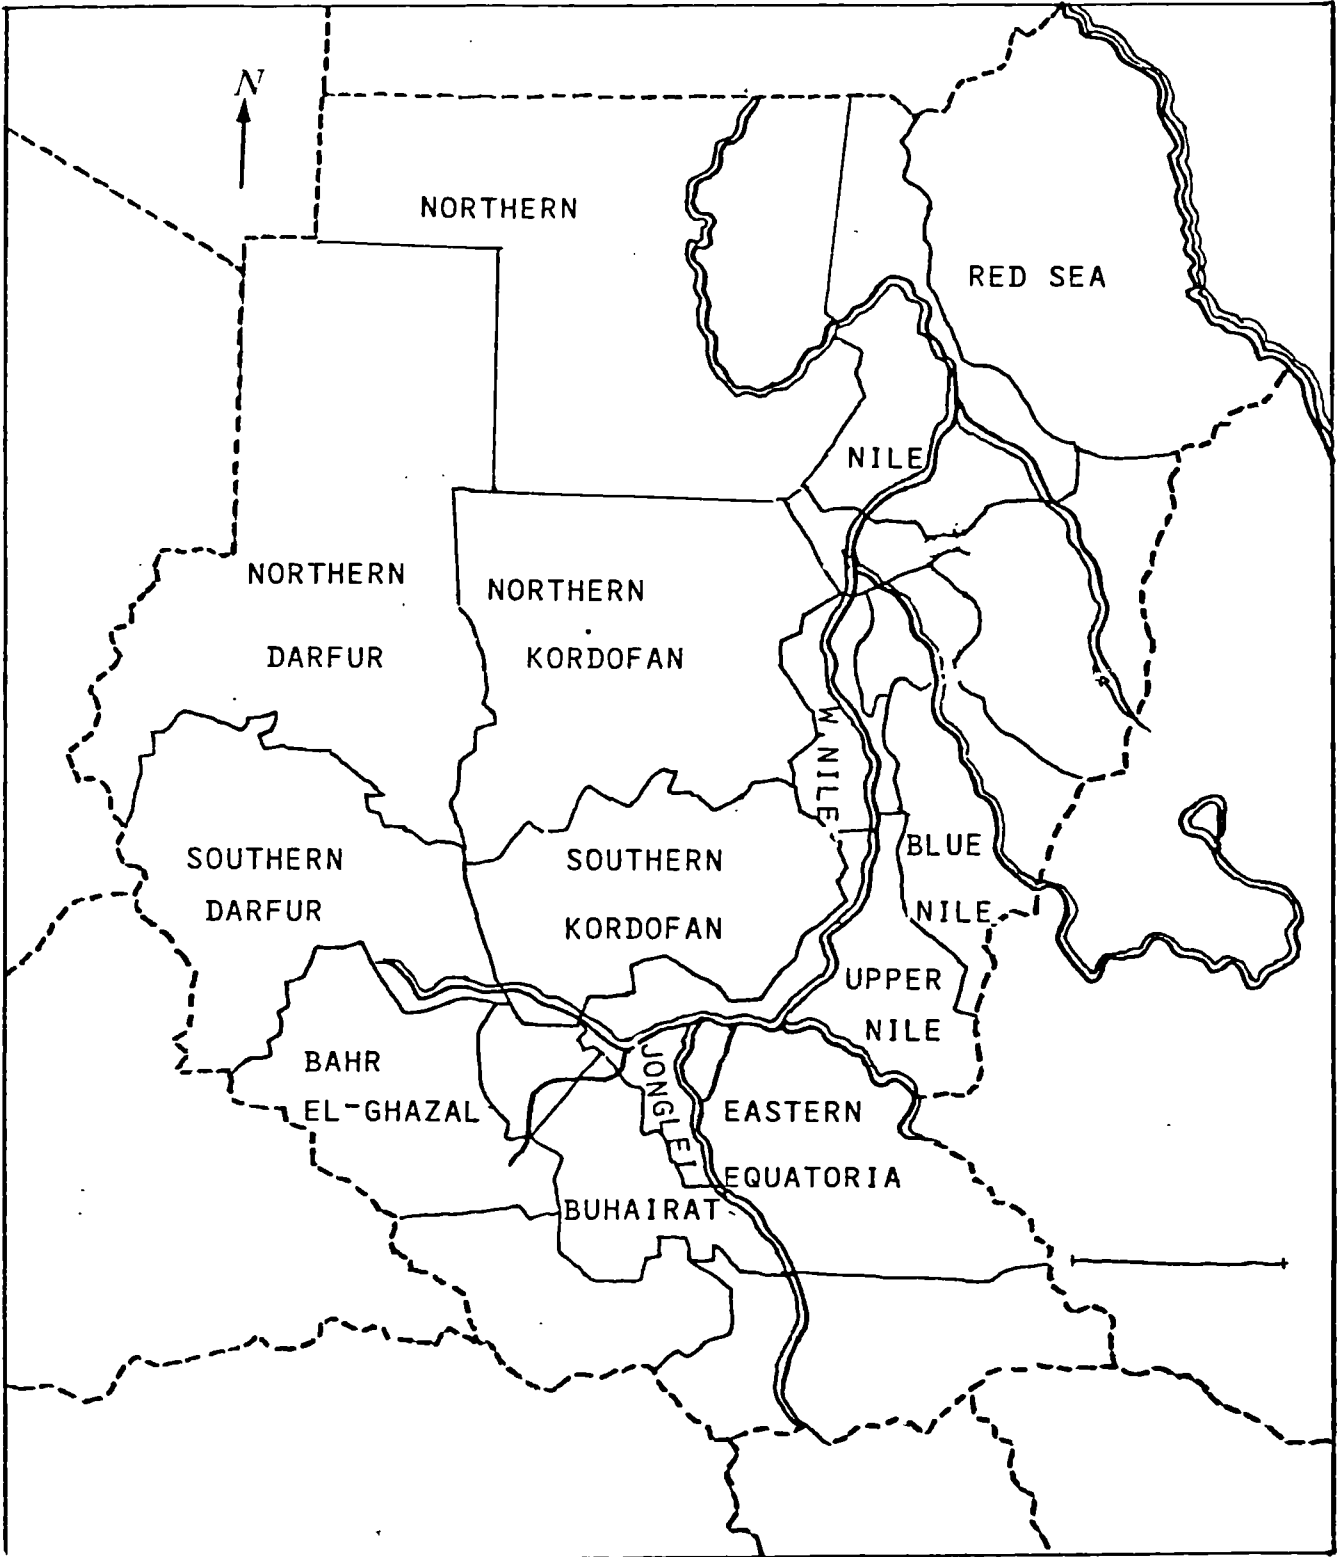 N
NORTHERN
RED SEA
NILE
NORTHERN
DARFUR
NORTHERN
KORDOFAN
W.NILE
SOUTHERN
DARFUR
SOUTHERN
KORDOFAN
BLUE
NILE
UPPER
NILE
BAHR
EL-GHAZAL
JONGLEI
EASTERN
EQUATORIA
BUHAIRAT